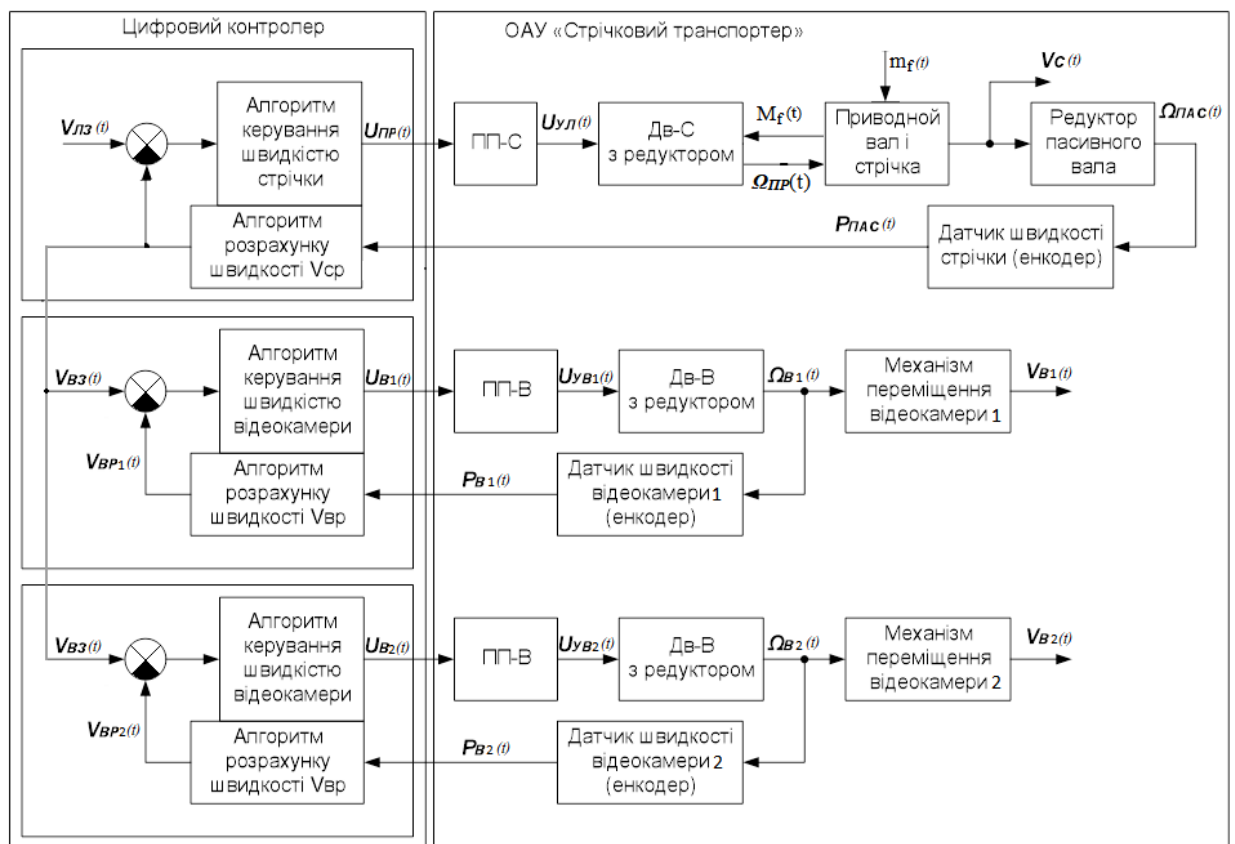 Цифровий контролер
ОАУ «Стрічковий транспортер»
Vлз(t)
Алгоритм
керування
швидкістю
стрічки
Uпр(t)
ПП-С
Uул(t)
Дв-С
з редуктором
Mf(t)
Ωпр(t)
mf(t)
Приводной
вал і
стрічка
Vс(t)
Редуктор
пасивного
вала
Ωпас(t)
Алгоритм
розрахунку
швидкості Vср
Pпас(t)
Датчик швидкості
стрічки (енкодер)
Vвз(t)
Алгоритм
керування
швидкістю
відеокамери
Uв1(t)
ПП-В
Uув1(t)
Дв-В
з редуктором
Ωв1(t)
Механізм
переміщення
відеокамери 1
Vв1(t)
Vвр1(t)
Алгоритм
розрахунку
швидкості Vвр
Pв1(t)
Датчик швидкості
відеокамери 1
(енкодер)
Vвз(t)
Алгоритм
керування
швидкістю
відеокамери
Uв2(t)
ПП-В
Uув2(t)
Дв-В
з редуктором
Ωв2(t)
Механізм
переміщення
відеокамери 2
Vв2(t)
Vвр2(t)
Алгоритм
розрахунку
швидкості Vвр
Pв2(t)
Датчик швидкості
відеокамери 2
(енкодер)